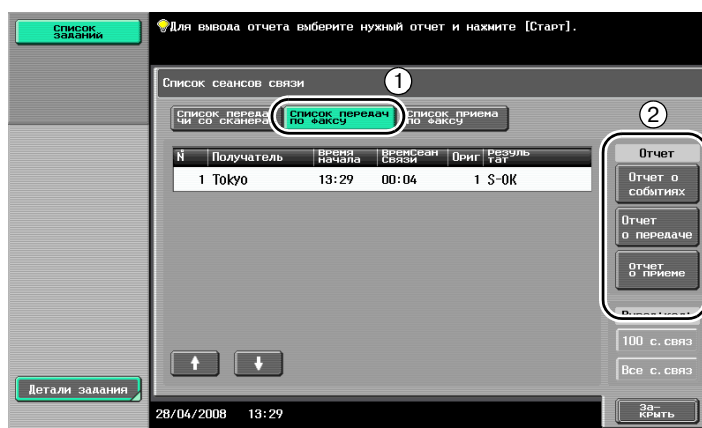 Список заданий
Для вывода отчета выберите нужный отчет и нажмите [Старт].
Список сеансов связи
1
Список переда чи со сканера
Список передач по факсу
Список приема по факсу
2
N Получатель Время начала ВремСеан Связи Ориг Резуль тат
1 Tokyo 13:29 00:04 1 S-OK
Отчет
Отчет о событиях
Отчет о передаче
Отчет о приеме
100 с.связ
Все с.связ
Детали задания
28/04/2008 13:29
За- крыть